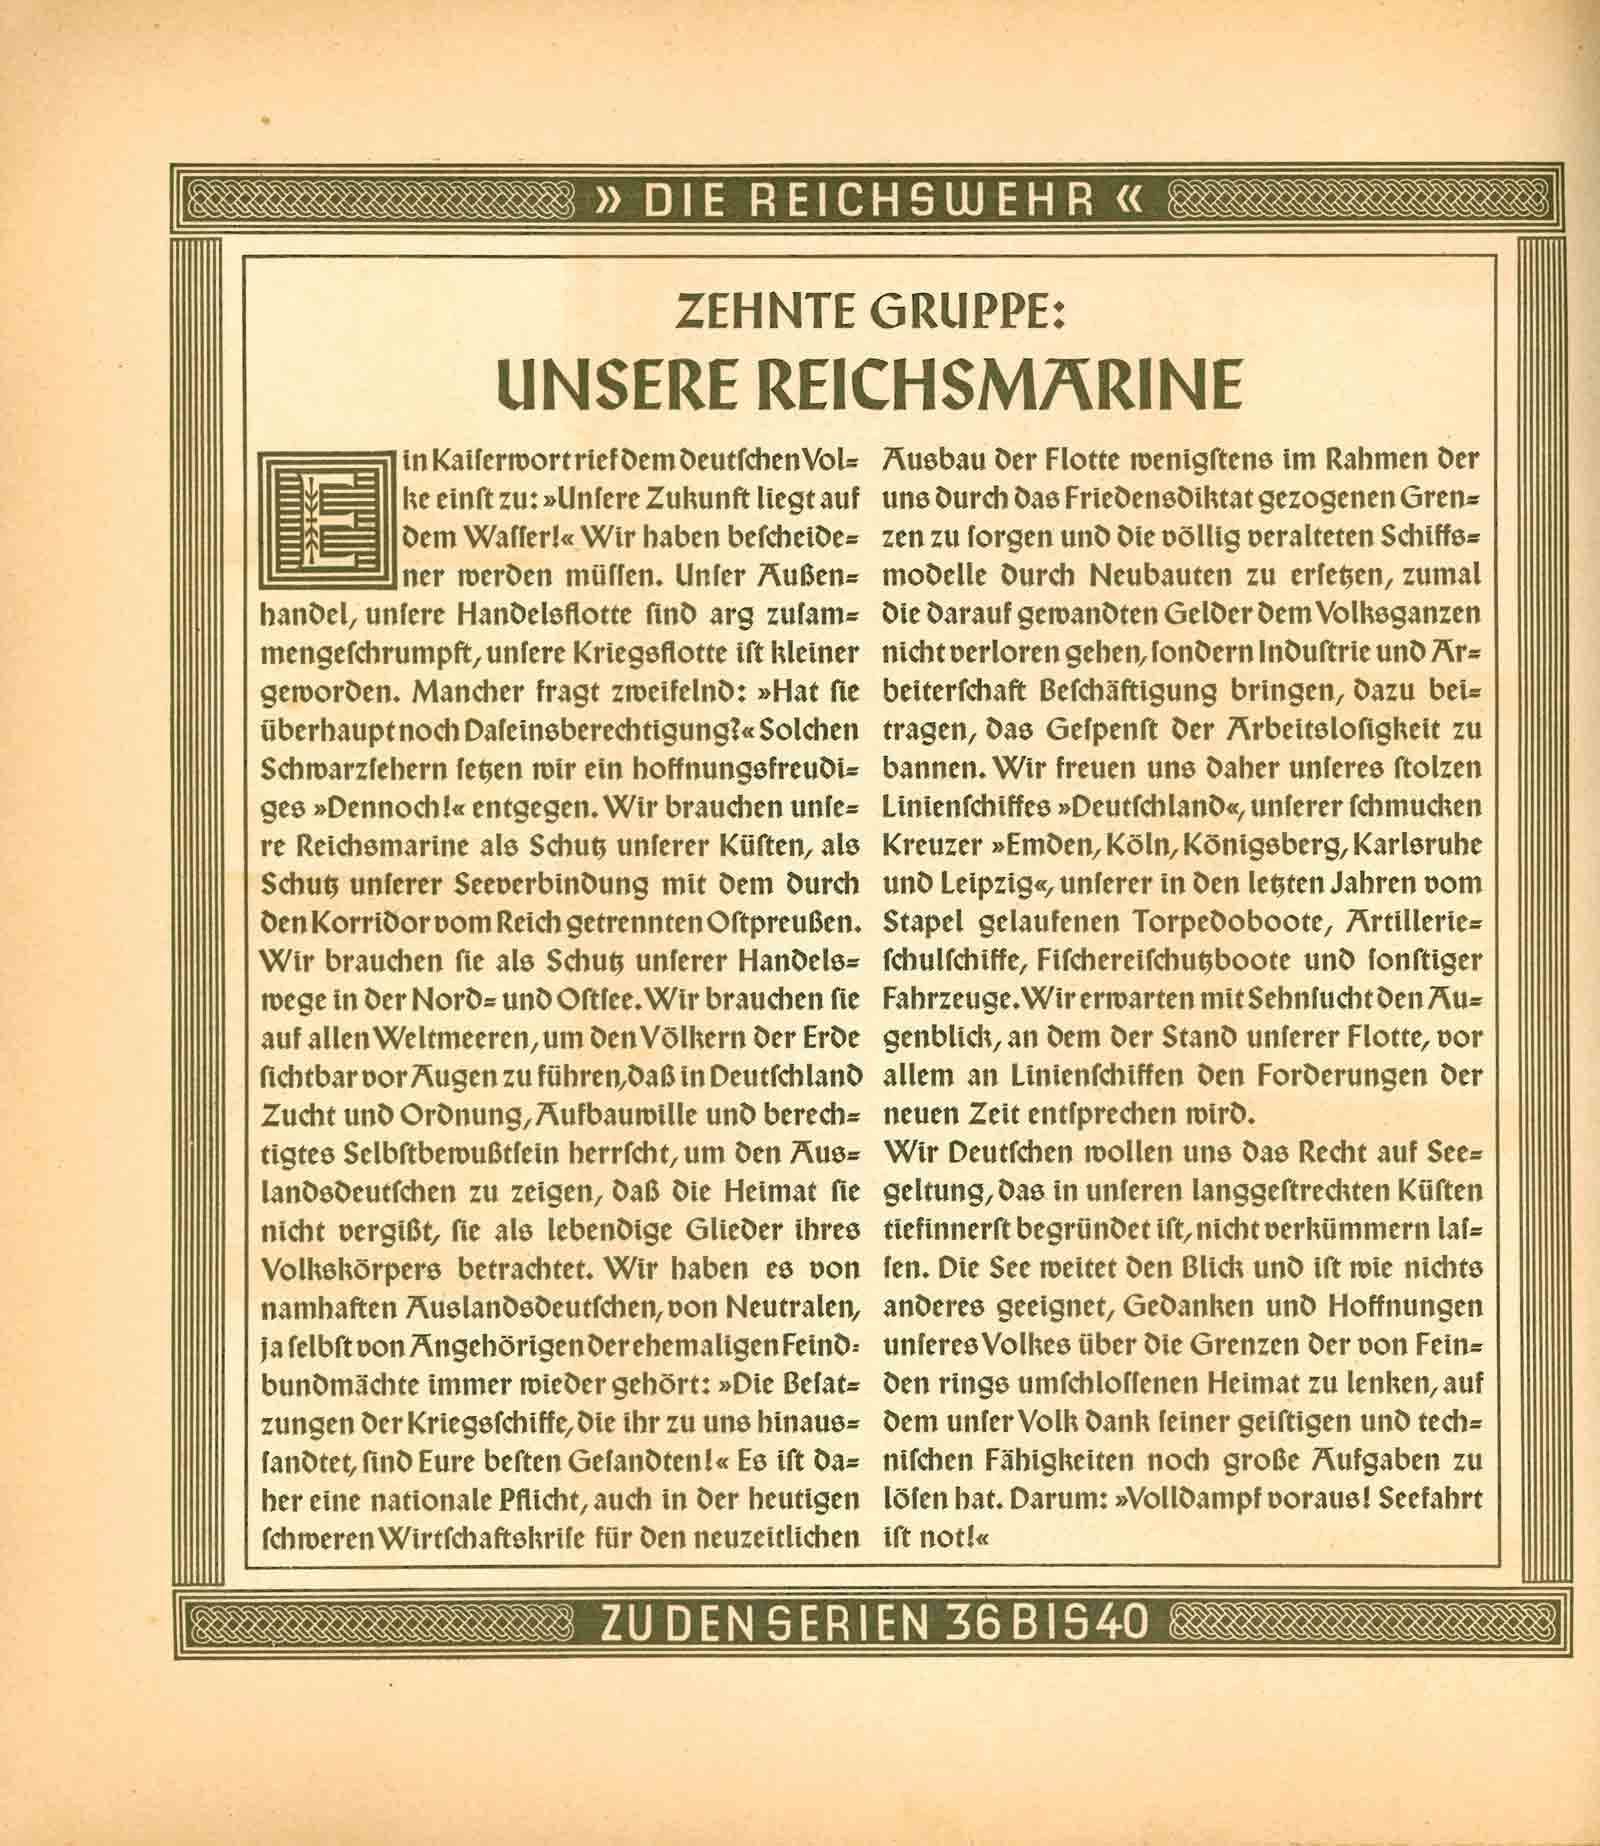 » DIE REICHSWEHR «
ZEHNTE GRUPPE:
UNSERE REICHSMARINE
Ein Kaiſerwort rief dem deutſchen Vol=
ke einſt zu: »Unſere Zukunft liegt auf
dem Waſſer!« Wir haben beſcheide=
ner werden müſſen. Unſer Außen=
handel, unſere Handelsflotte ſind arg zuſam=
mengeſchrumpft, unſere Kriegsflotte iſt kleiner
geworden. Mancher fragt zweifelnd: »Hat ſie
überhaupt noch Daſeinsberechtigung?« Solchen
Schwarzſehern ſetzen wir ein hoffnungsfreudi=
ges »Dennoch!« entgegen. Wir brauchen unſe=
re Reichsmarine als Schutz unſerer Küſten, als
Schutz unſerer Seeverbindung mit dem durch
den Korridor vom Reich getrennten Oſtpreußen.
Wir brauchen ſie als Schutz unſerer Handels=
wege in der Nord= und Oſtſee. Wir brauchen ſie
auf allen Weltmeeren, um den Völkern der Erde
ſichtbar vor Augen zu führen, daß in Deutſchland
Zucht und Ordnung, Aufbauwille und berech=
tigtes Selbſtbewußtſein herrſcht, um den Aus=
landsdeutſchen zu zeigen, daß die Heimat ſie
nicht vergißt, ſie als lebendige Glieder ihres
Volkskörpers betrachtet. Wir haben es von
namhaften Auslandsdeutſchen, von Neutralen,
ja ſelbſt von Angehörigen der ehemaligen Feind=
bundmächte immer wieder gehört: »Die Beſat=
zungen der Kriegsſchiffe, die ihr zu uns hinaus=
ſandtet, ſind Eure beſten Geſandten!« Es iſt da=
her eine nationale Pflicht, auch in der heutigen
ſchweren Wirtſchaftskriſe für den neuzeitlichen
Ausbau der Flotte wenigſtens im Rahmen der
uns durch das Friedensdiktat gezogenen Gren=
zen zu ſorgen und die völlig veralteten Schiffs=
modelle durch Neubauten zu erſetzen, zumal
die darauf gewandten Gelder dem Volksganzen
nicht verloren gehen, ſondern Induſtrie und Ar=
beiterſchaft Beſchäftigung bringen, dazu bei=
tragen, das Geſpenſt der Arbeitsloſigkeit zu
bannen. Wir freuen uns daher unſeres ſtolzen
Linienſchiffes »Deutſchland«, unſerer ſchmucken
Kreuzer »Emden, Köln, Königsberg, Karlsruhe
und Leipzig«, unſerer in den letzten Jahren vom
Stapel gelaufenen Torpedoboote, Artillerie=
ſchulſchiffe, Fiſchereiſchutzboote und ſonſtiger
Fahrzeuge. Wir erwarten mit Sehnſucht den Au=
genblick, an dem der Stand unſerer Flotte, vor
allem an Linienſchiffen den Forderungen der
neuen Zeit entſprechen wird.
Wir Deutſchen wollen uns das Recht auf See=
geltung, das in unſeren langgeſtreckten Küſten
tiefinnerſt begründet iſt, nicht verkümmern laſ=
ſen. Die See weitet den Blick und iſt wie nichts
anderes geeignet, Gedanken und Hoffnungen
unſeres Volkes über die Grenzen der von Fein=
den rings umſchloſſenen Heimat zu lenken, auf
dem unſer Volk dank ſeiner geiſtigen und tech=
niſchen Fähigkeiten noch große Aufgaben zu
löſen hat. Darum: »Volldampf voraus! Seefahrt
iſt not!«
ZU DEN SERIEN 36 BIS 40